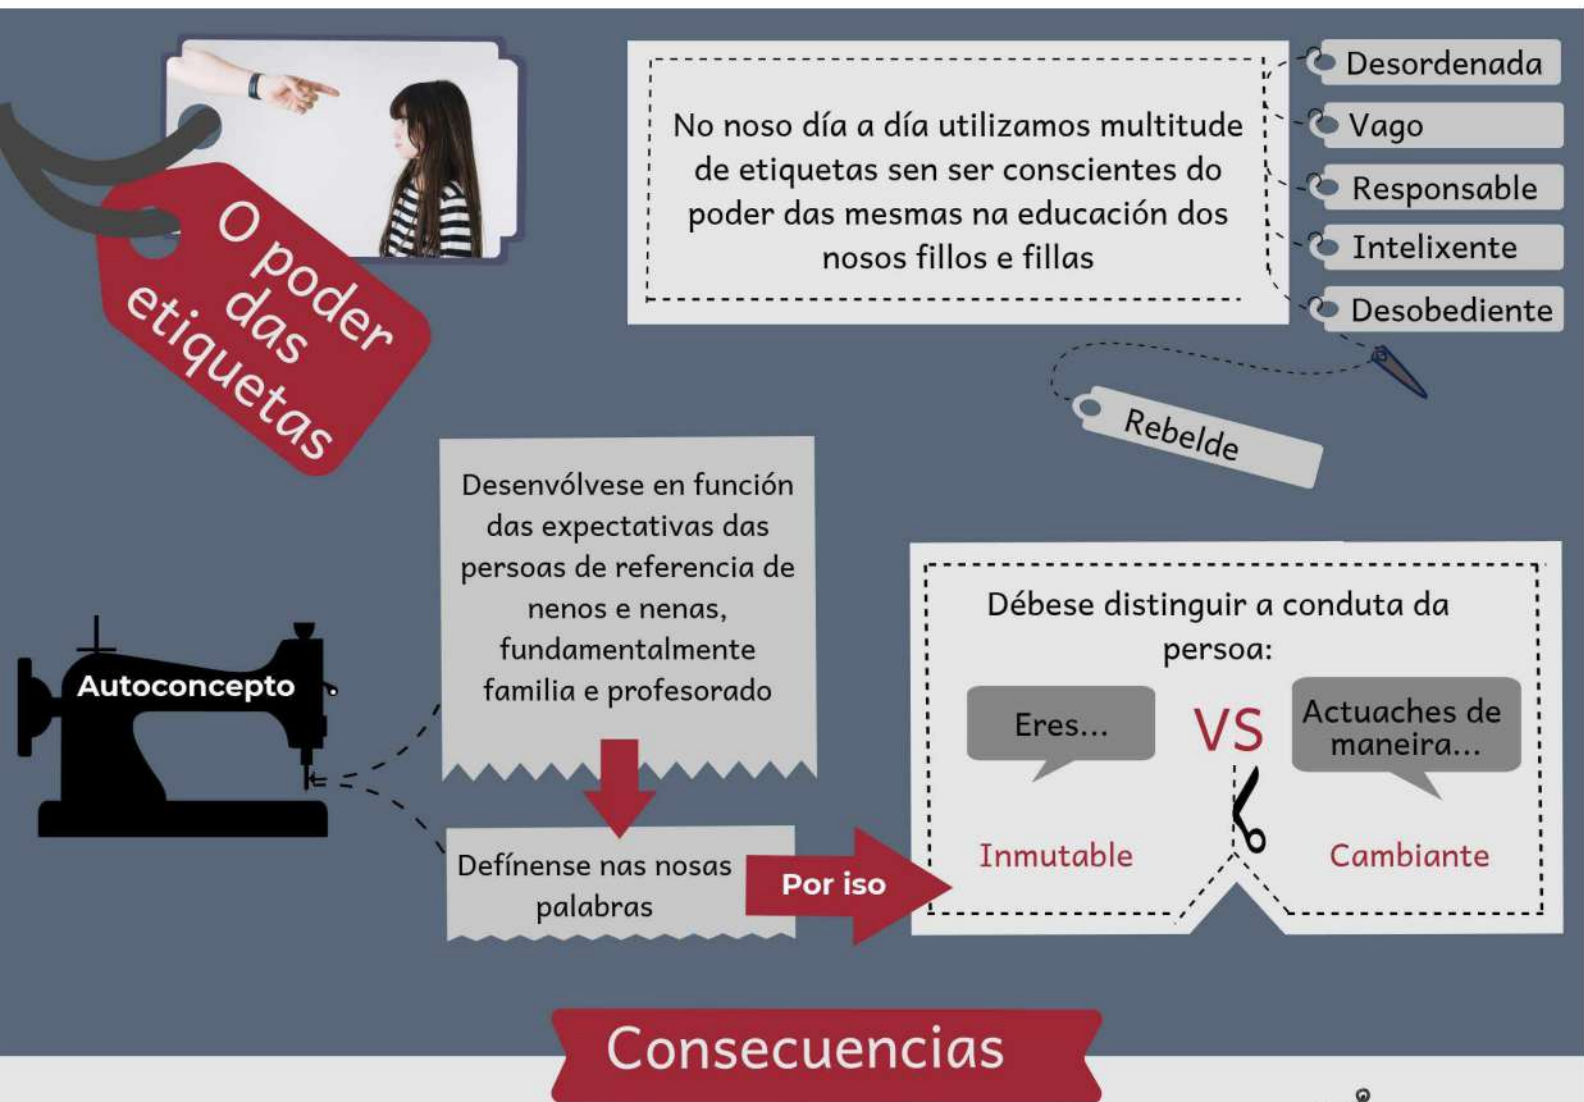 O poder
das
etiquetas
No noso día a día utilizamos multitude
de etiquetas sen ser conscientes do
poder das mesmas na educación dos
nosos fillos e fillas
Desordenada
Vago
Responsable
Intelixente
Desobediente
Rebelde
Autoconcepto
Desenvólvese en función
das expectativas das
persoas de referencia de
nenos e nenas,
fundamentalmente
familia e profesorado
Defínense nas nosas
palabras
Por iso
Débese distinguir a conduta da
persoa:
Eres...
VS
Actuaches de
maneira...
Inmutable
Cambiante
Consecuencias